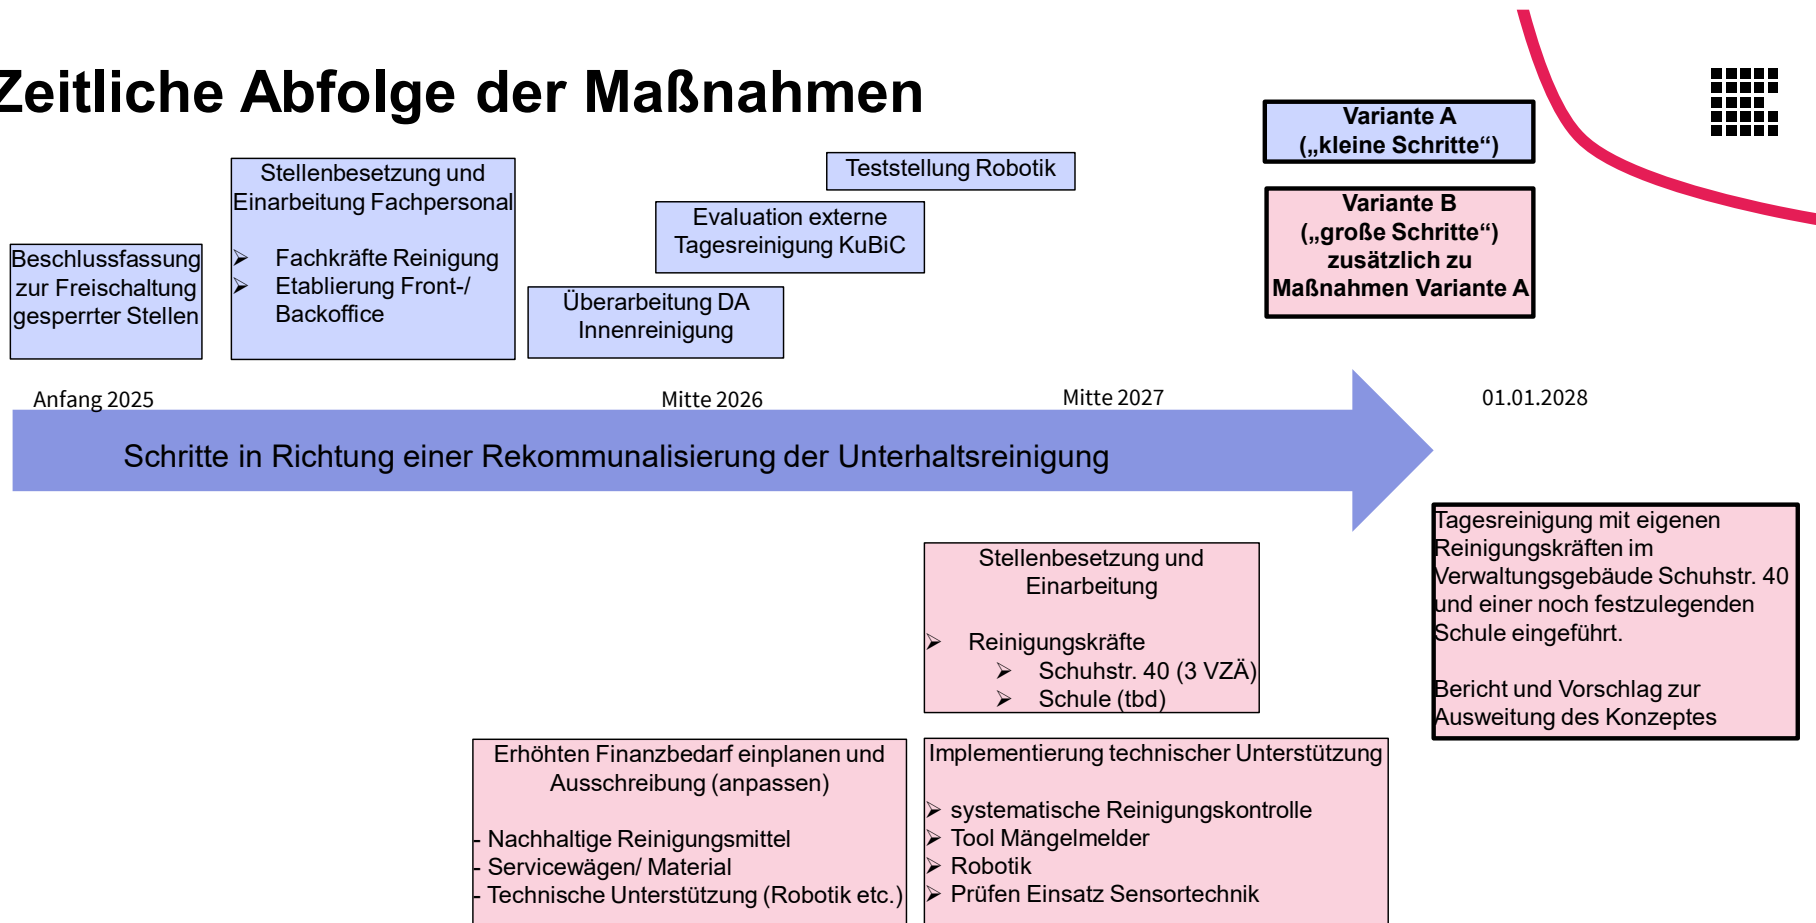 Zeitliche Abfolge der Maßnahmen
Variante A
(„kleine Schritte“)
Variante B
(„große Schritte“)
zusätzlich zu
Maßnahmen Variante A
Beschlussfassung
zur Freischaltung
gesperrter Stellen
Stellenbesetzung und
Einarbeitung Fachpersonal
➢ Fachkräfte Reinigung
➢ Etablierung Front-/
Backoffice
Überarbeitung DA
Innenreinigung
Evaluation externe
Tagesreinigung KuBiC
Teststellung Robotik
Anfang 2025
Mitte 2026
Mitte 2027
01.01.2028
Schritte in Richtung einer Rekommunalisierung der Unterhaltsreinigung
Erhöhten Finanzbedarf einplanen und
Ausschreibung (anpassen)
- Nachhaltige Reinigungsmittel
- Servicewägen/ Material
- Technische Unterstützung (Robotik etc.)
Stellenbesetzung und
Einarbeitung
➢ Reinigungskräfte
➢ Schuhstr. 40 (3 VZÄ)
➢ Schule (tbd)
Implementierung technischer Unterstützung
➢ systematische Reinigungskontrolle
➢ Tool Mängelmelder
➢ Robotik
➢ Prüfen Einsatz Sensortechnik
Tagesreinigung mit eigenen
Reinigungskräften im
Verwaltungsgebäude Schuhstr. 40
und einer noch festzulegenden
Schule eingeführt.
Bericht und Vorschlag zur
Ausweitung des Konzeptes